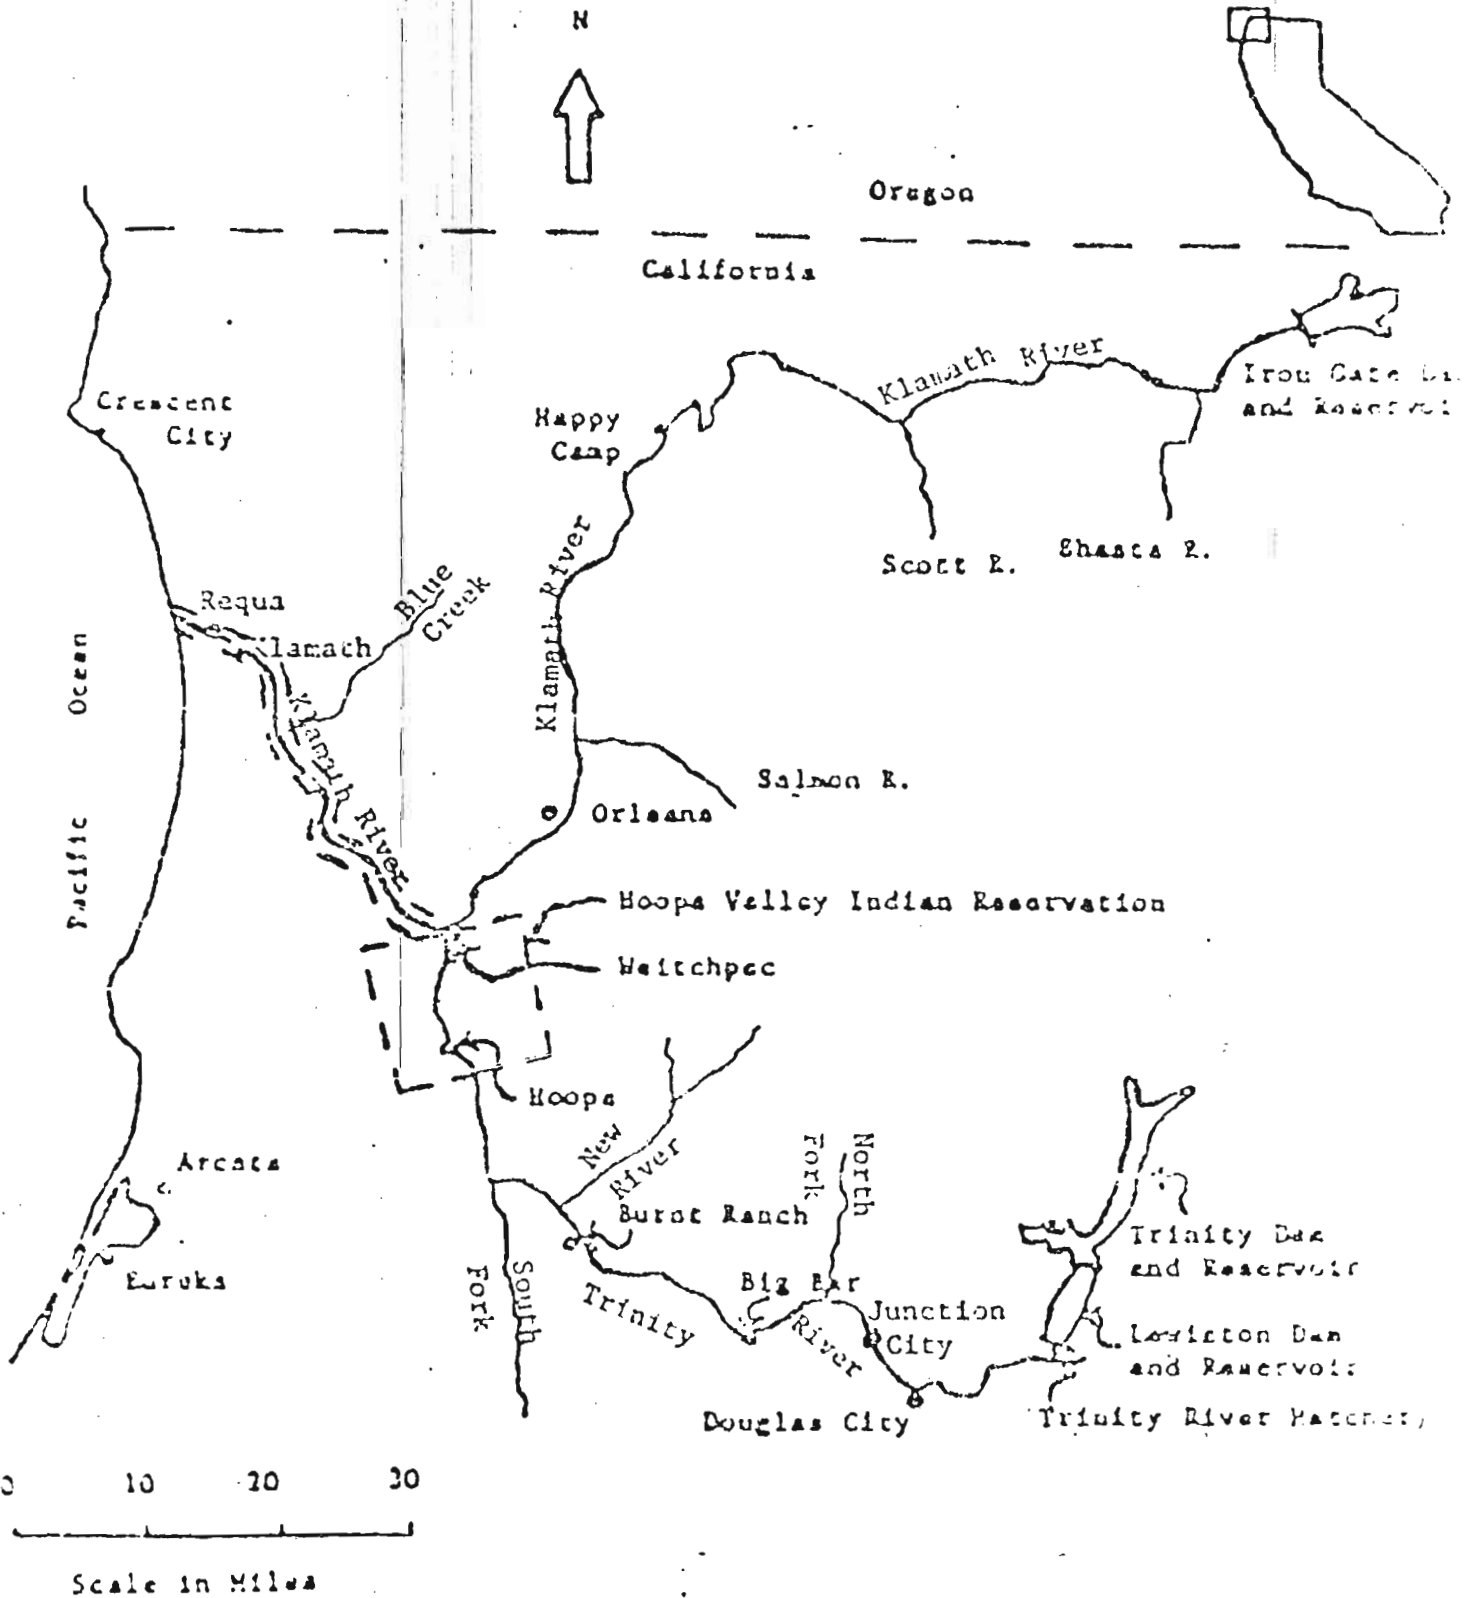 N
Oregon
California
Klamath River
Iron Gate
and Reservoi
Crescent
City
Happy
Camp
Scott R.
Shasta R.
Blue
Creek
Requa
Klamath
Klamath River
Klamath River
Pacific Ocean
Salmon R.
Orleans
Hoopa Valley Indian Reservation
Weitchpec
Hoopa
New
River
North
Fork
Arcata
Burnt Ranch
Trinity Dam
and Reservoir
Eureka
South
Fork
Big Bar
Trinity
River
Junction
City
Lewiston Dam
and Reservoir
Douglas City
Trinity River Hatchery
0 10 20 30
Scale in Miles